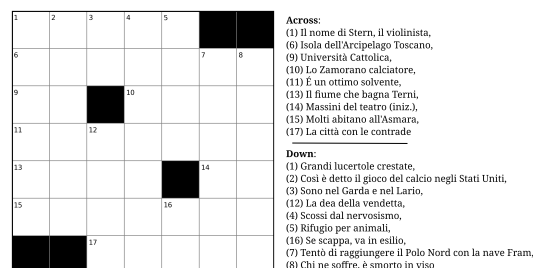 1 2 3 4 5
6 7 8
9 10
11 12
13 14
15 16
17
Across:
(1) Il nome di Stern, il violinista,
(6) Isola dell'Arcipelago Toscano,
(9) Università Cattolica,
(10) Lo Zamorano calciatore,
(11) É un ottimo solvente,
(13) Il fiume che bagna Terni,
(14) Massini del teatro (iniz.),
(15) Molti abitano all'Asmara,
(17) La città con le contrade
Down:
(1) Grandi lucertole crestate,
(2) Così è detto il gioco del calcio negli Stati Uniti,
(3) Sono nel Garda e nel Lario,
(12) La dea della vendetta,
(4) Scossi dal nervosismo,
(5) Rifugio per animali,
(16) Se scappa, va in esilio,
(7) Tentò di raggiungere il Polo Nord con la nave Fram,
(8) Chi ne soffre, è smorto in viso